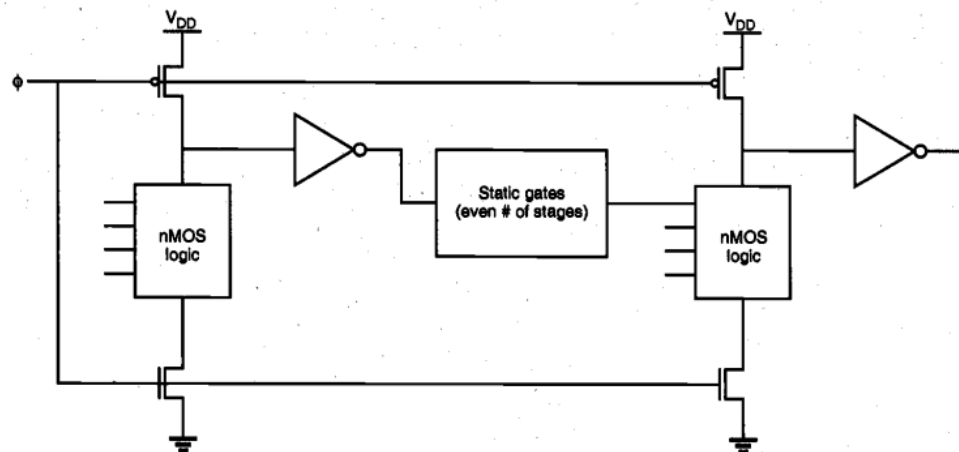 V_DD
V_DD
ϕ
Static gates
(even # of stages)
nMOS
logic
nMOS
logic